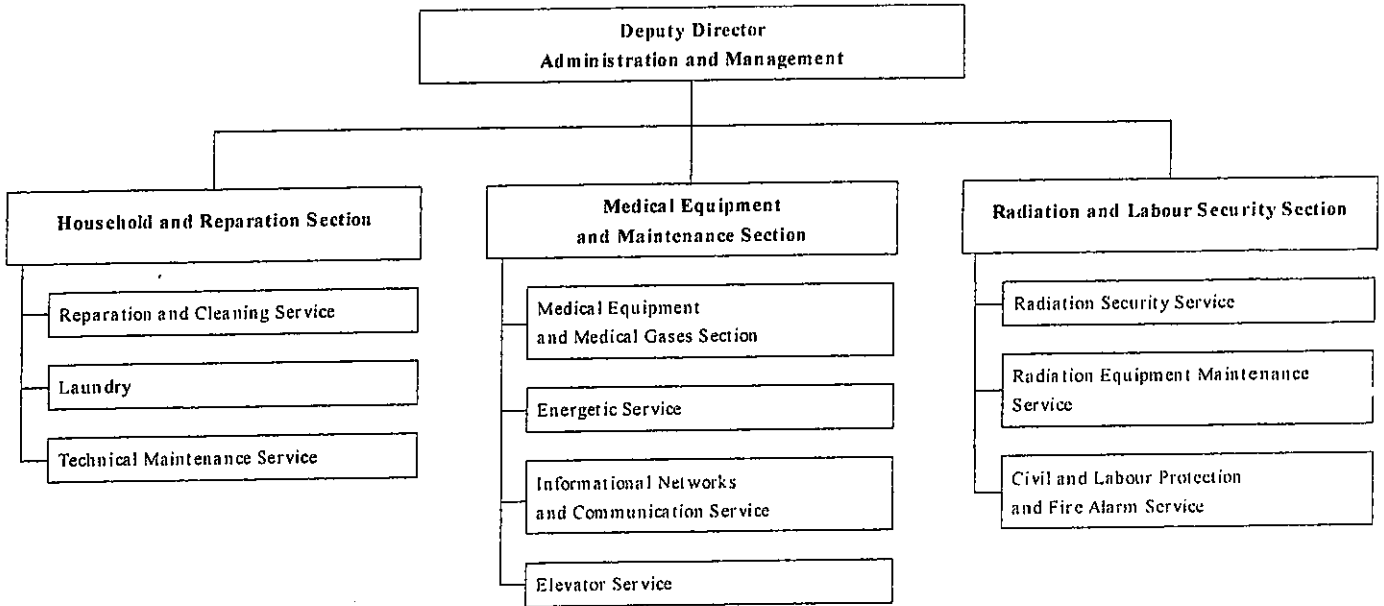 Deputy Director
Administration and Management
Household and Reparation Section
Medical Equipment
and Maintenance Section
Radiation and Labour Security Section
Reparation and Cleaning Service
Laundry
Technical Maintenance Service
Medical Equipment
and Medical Gases Section
Energetic Service
Informational Networks
and Communication Service
Elevator Service
Radiation Security Service
Radiation Equipment Maintenance
Service
Civil and Labour Protection
and Fire Alarm Service